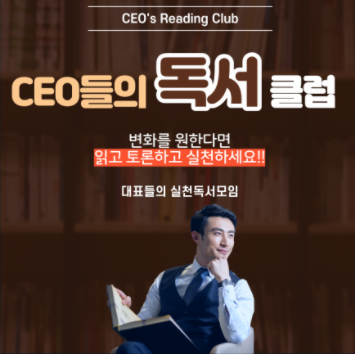 CEO's Reading Club
CEO들의 독서 클럽
변화를 원한다면
읽고 토론하고 실천하세요!!
대표들의 실천독서모임